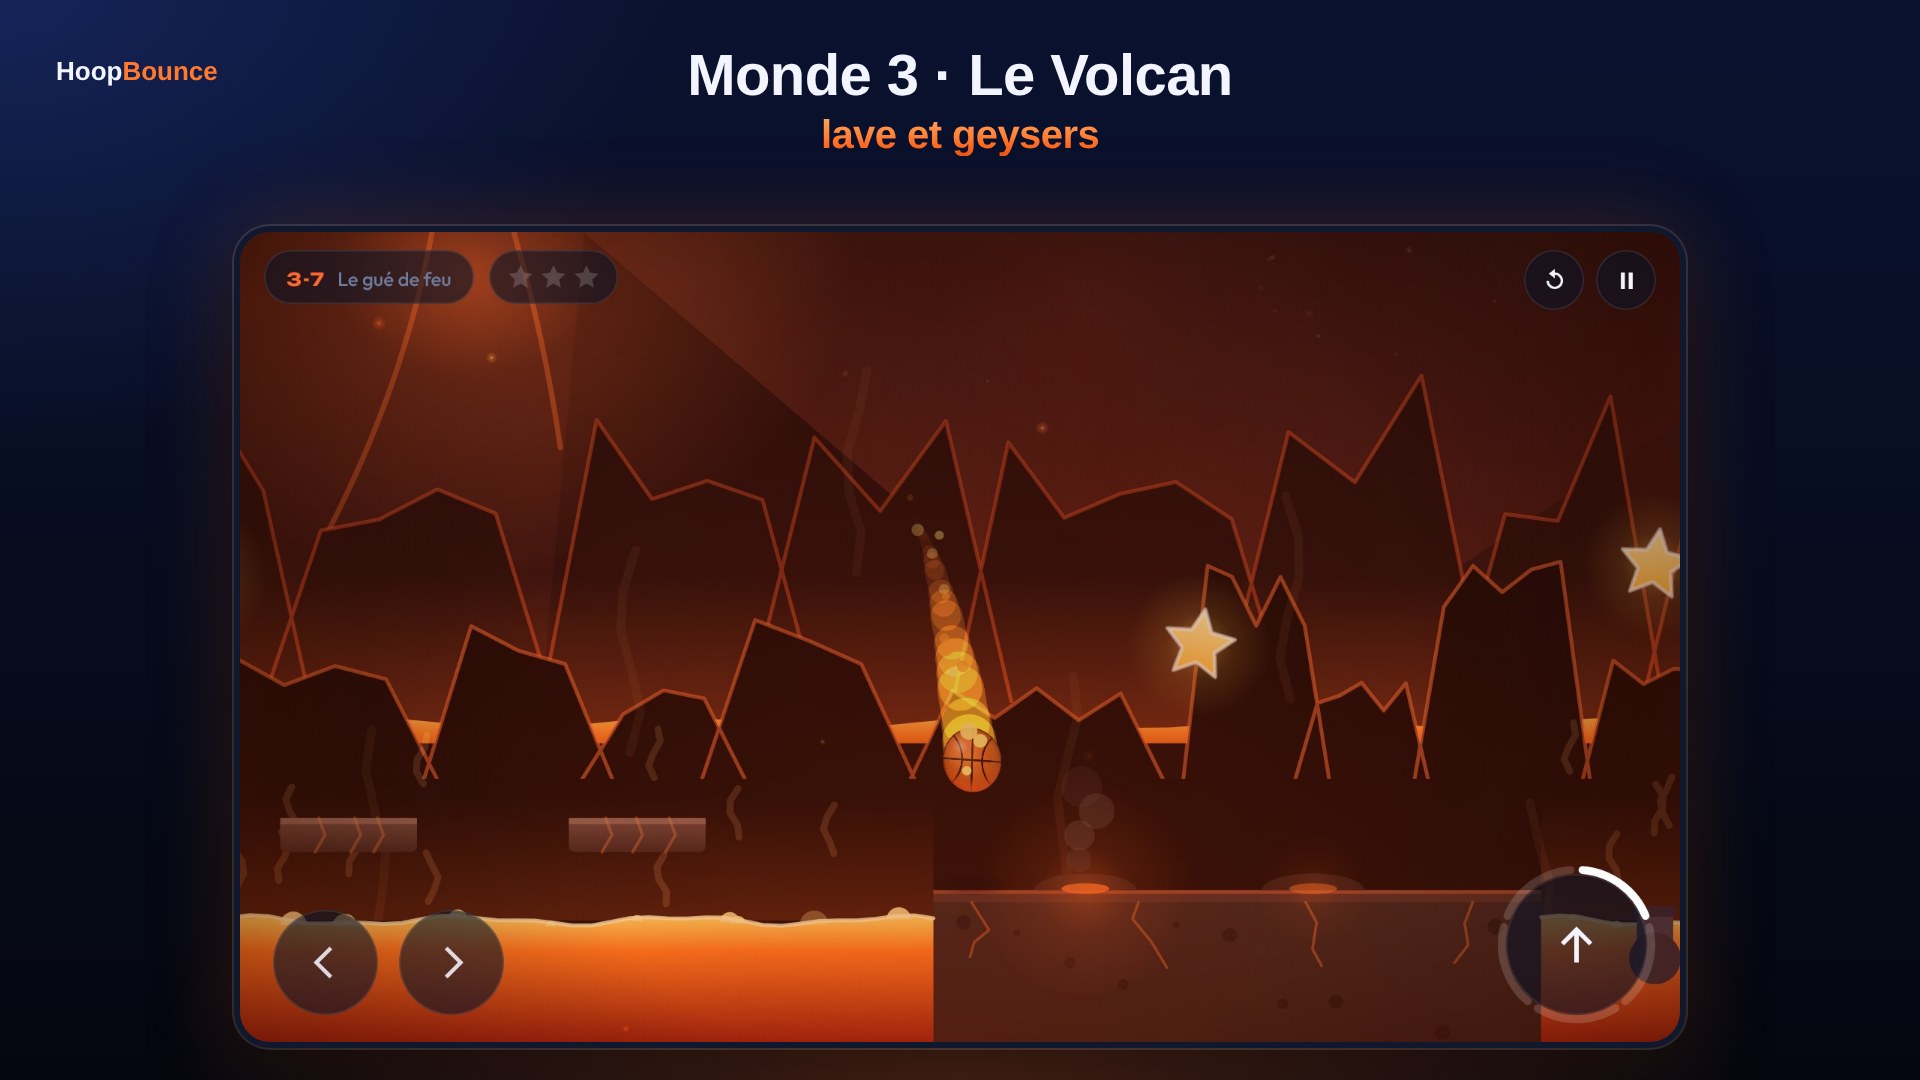 HoopBounce
Monde 3 · Le Volcan
lave et geysers
3-7 Le gué de feu